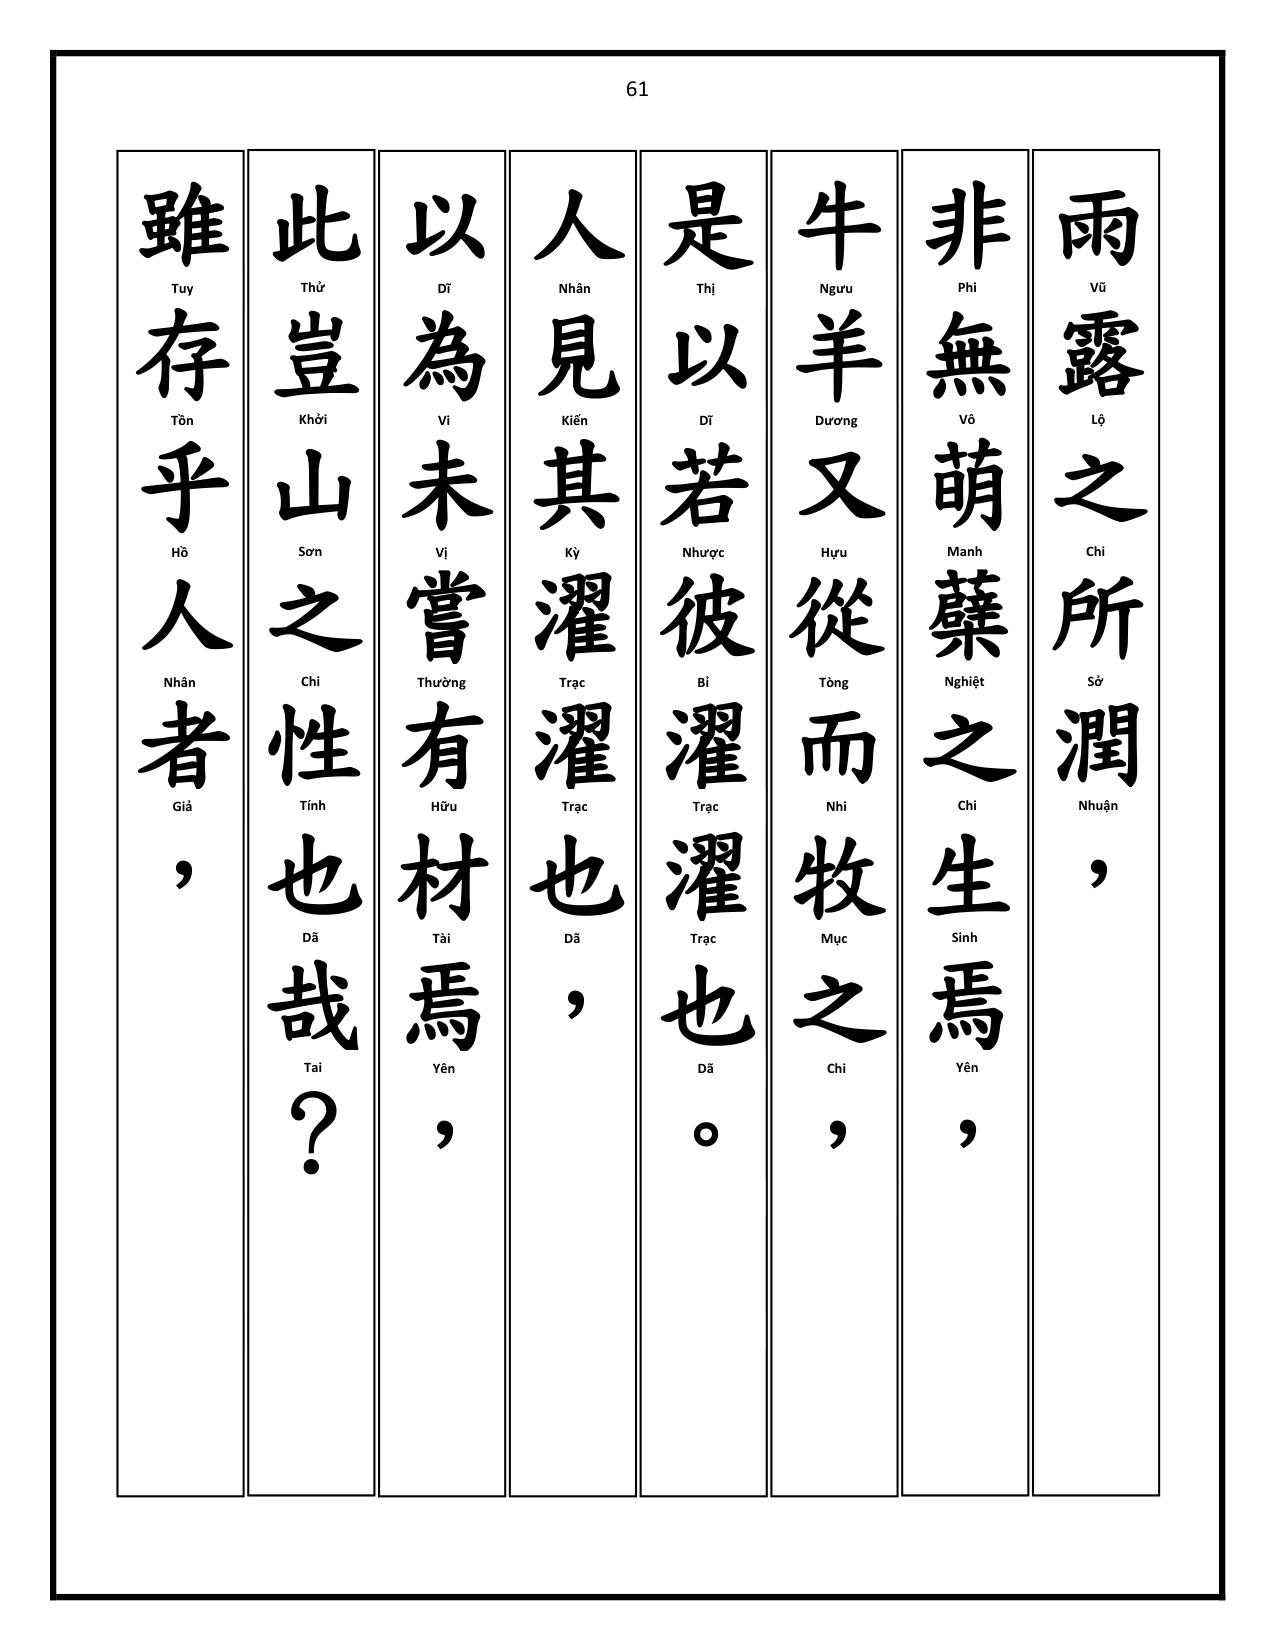 61
雨露之所潤，
Vũ Lộ Chi Sở Nhuận
非無萌蘖之生焉，
Phi Vô Manh Nghiệt Chi Sinh Yên
牛羊又從而牧之，
Ngưu Dương Hựu Tòng Nhi Mục Chi
是以若彼濯濯也。
Thị Dĩ Nhược Bỉ Trạc Trạc Dã
人見其濯濯也，
Nhân Kiến Kỳ Trạc Trạc Dã
以為未嘗有材焉，
Dĩ Vi Vị Thường Hữu Tài Yên
此豈山之性也哉？
Thử Khởi Sơn Chi Tính Dã Tai
雖存乎人者，
Tuy Tồn Hồ Nhân Giả